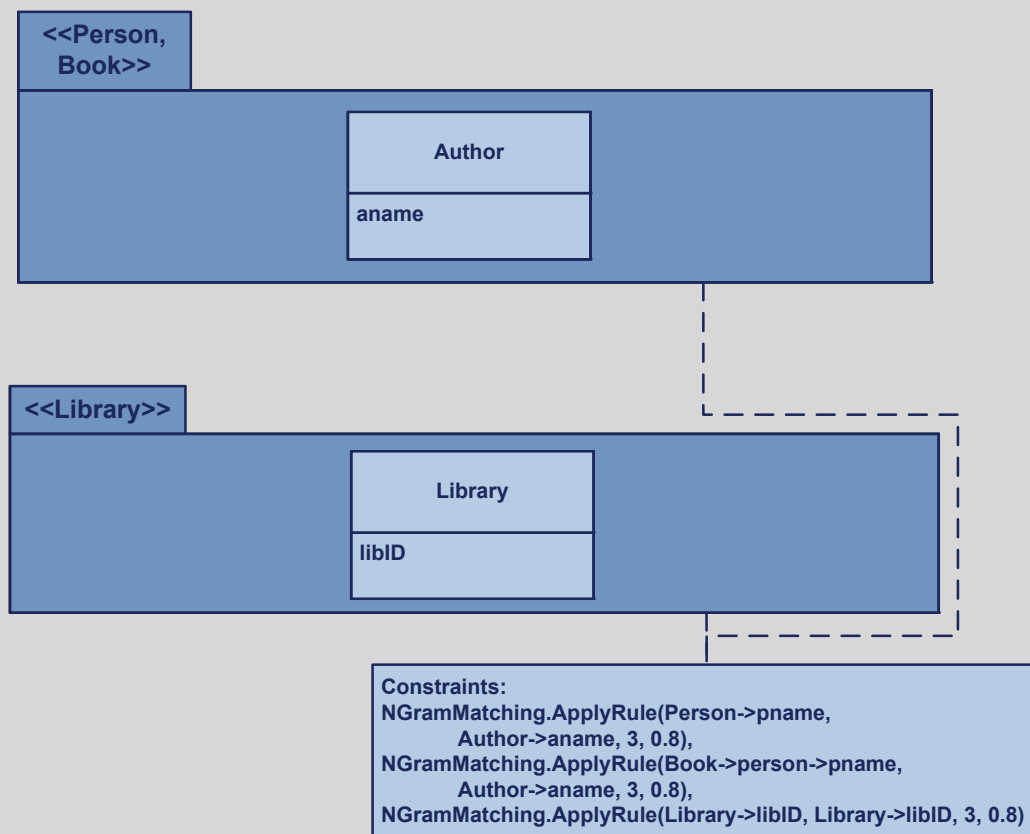 <<Person,
Book>>
Author
aname
<<Library>>
Library
libID
Constraints:
NGramMatching.ApplyRule(Person->pname,
Author->aname, 3, 0.8),
NGramMatching.ApplyRule(Book->person->pname,
Author->aname, 3, 0.8),
NGramMatching.ApplyRule(Library->libID, Library->libID, 3, 0.8)